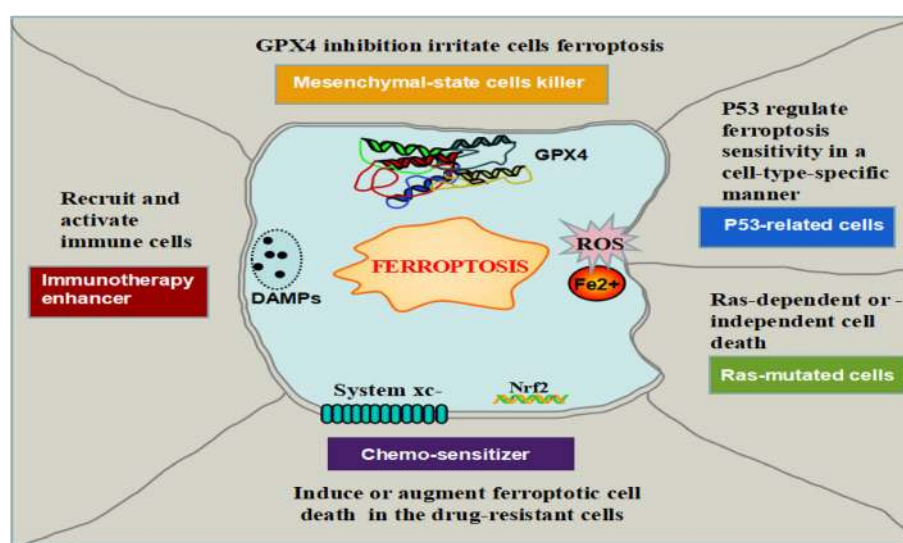 GPX4 inhibition irritate cells ferroptosis
Mesenchymal-state cells killer
GPX4
P53 regulate
ferroptosis
sensitivity in a
cell-type-specific
manner
P53-related cells
Recruit and
activate
immune cells
Immunotherapy
enhancer
DAMPs
FERROPTOSIS
ROS
Fe2+
Ras-dependent or -
independent cell
death
Ras-mutated cells
System xc-
Nrf2
Chemo-sensitizer
Induce or augment ferroptotic cell
death in the drug-resistant cells